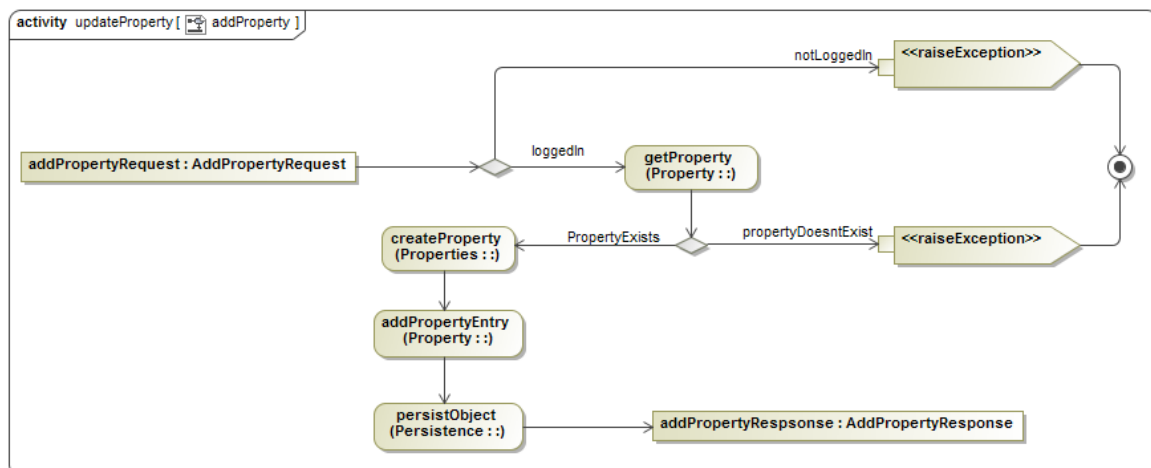 activity updateProperty [ addProperty ]
notLoggedIn
<<raiseException>>
addPropertyRequest : AddPropertyRequest
loggedIn
getProperty
(Property : :)
createProperty
(Properties : :)
PropertyExists
propertyDoesntExist
<<raiseException>>
addPropertyEntry
(Property : :)
persistObject
(Persistence : :)
addPropertyRespsonse : AddPropertyResponse